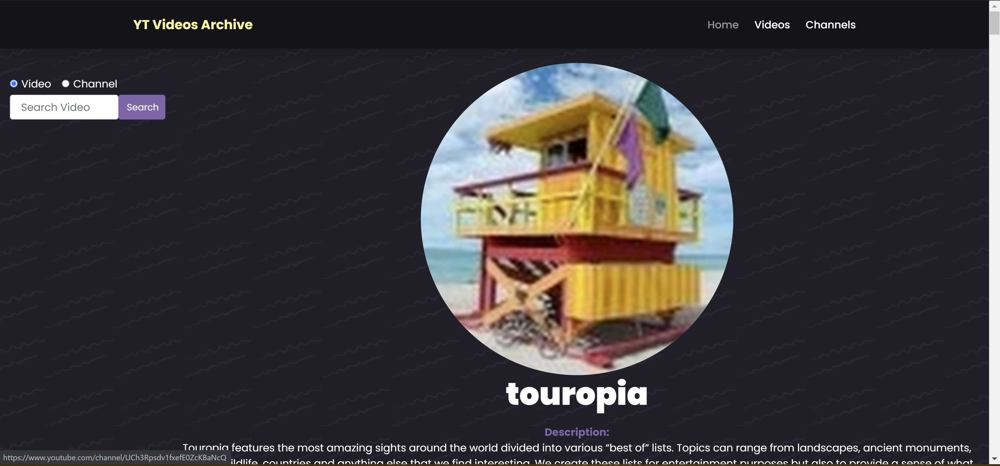 YT Videos Archive
Home Videos Channels
Video Channel
Search Video Search
touropia
Description:
Touropia features the most amazing sights around the world divided into various “best of” lists. Topics can range from landscapes, ancient monuments,
countries and anything else that we find interesting. We create these lists for entertainment purposes but also to provide a sense of what
https://www.youtube.com/channel/UCh3Rpsdv1fxefE0ZcKBaNcQ